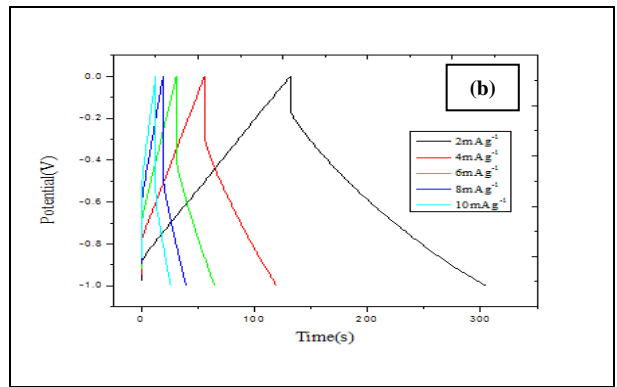 (b)
2mAg⁻¹
4mAg⁻¹
6mAg⁻¹
8mAg⁻¹
10mAg⁻¹
Potential(V)
0.0
-0.2
-0.4
-0.6
-0.8
-1.0
0
100
200
300
Time(s)